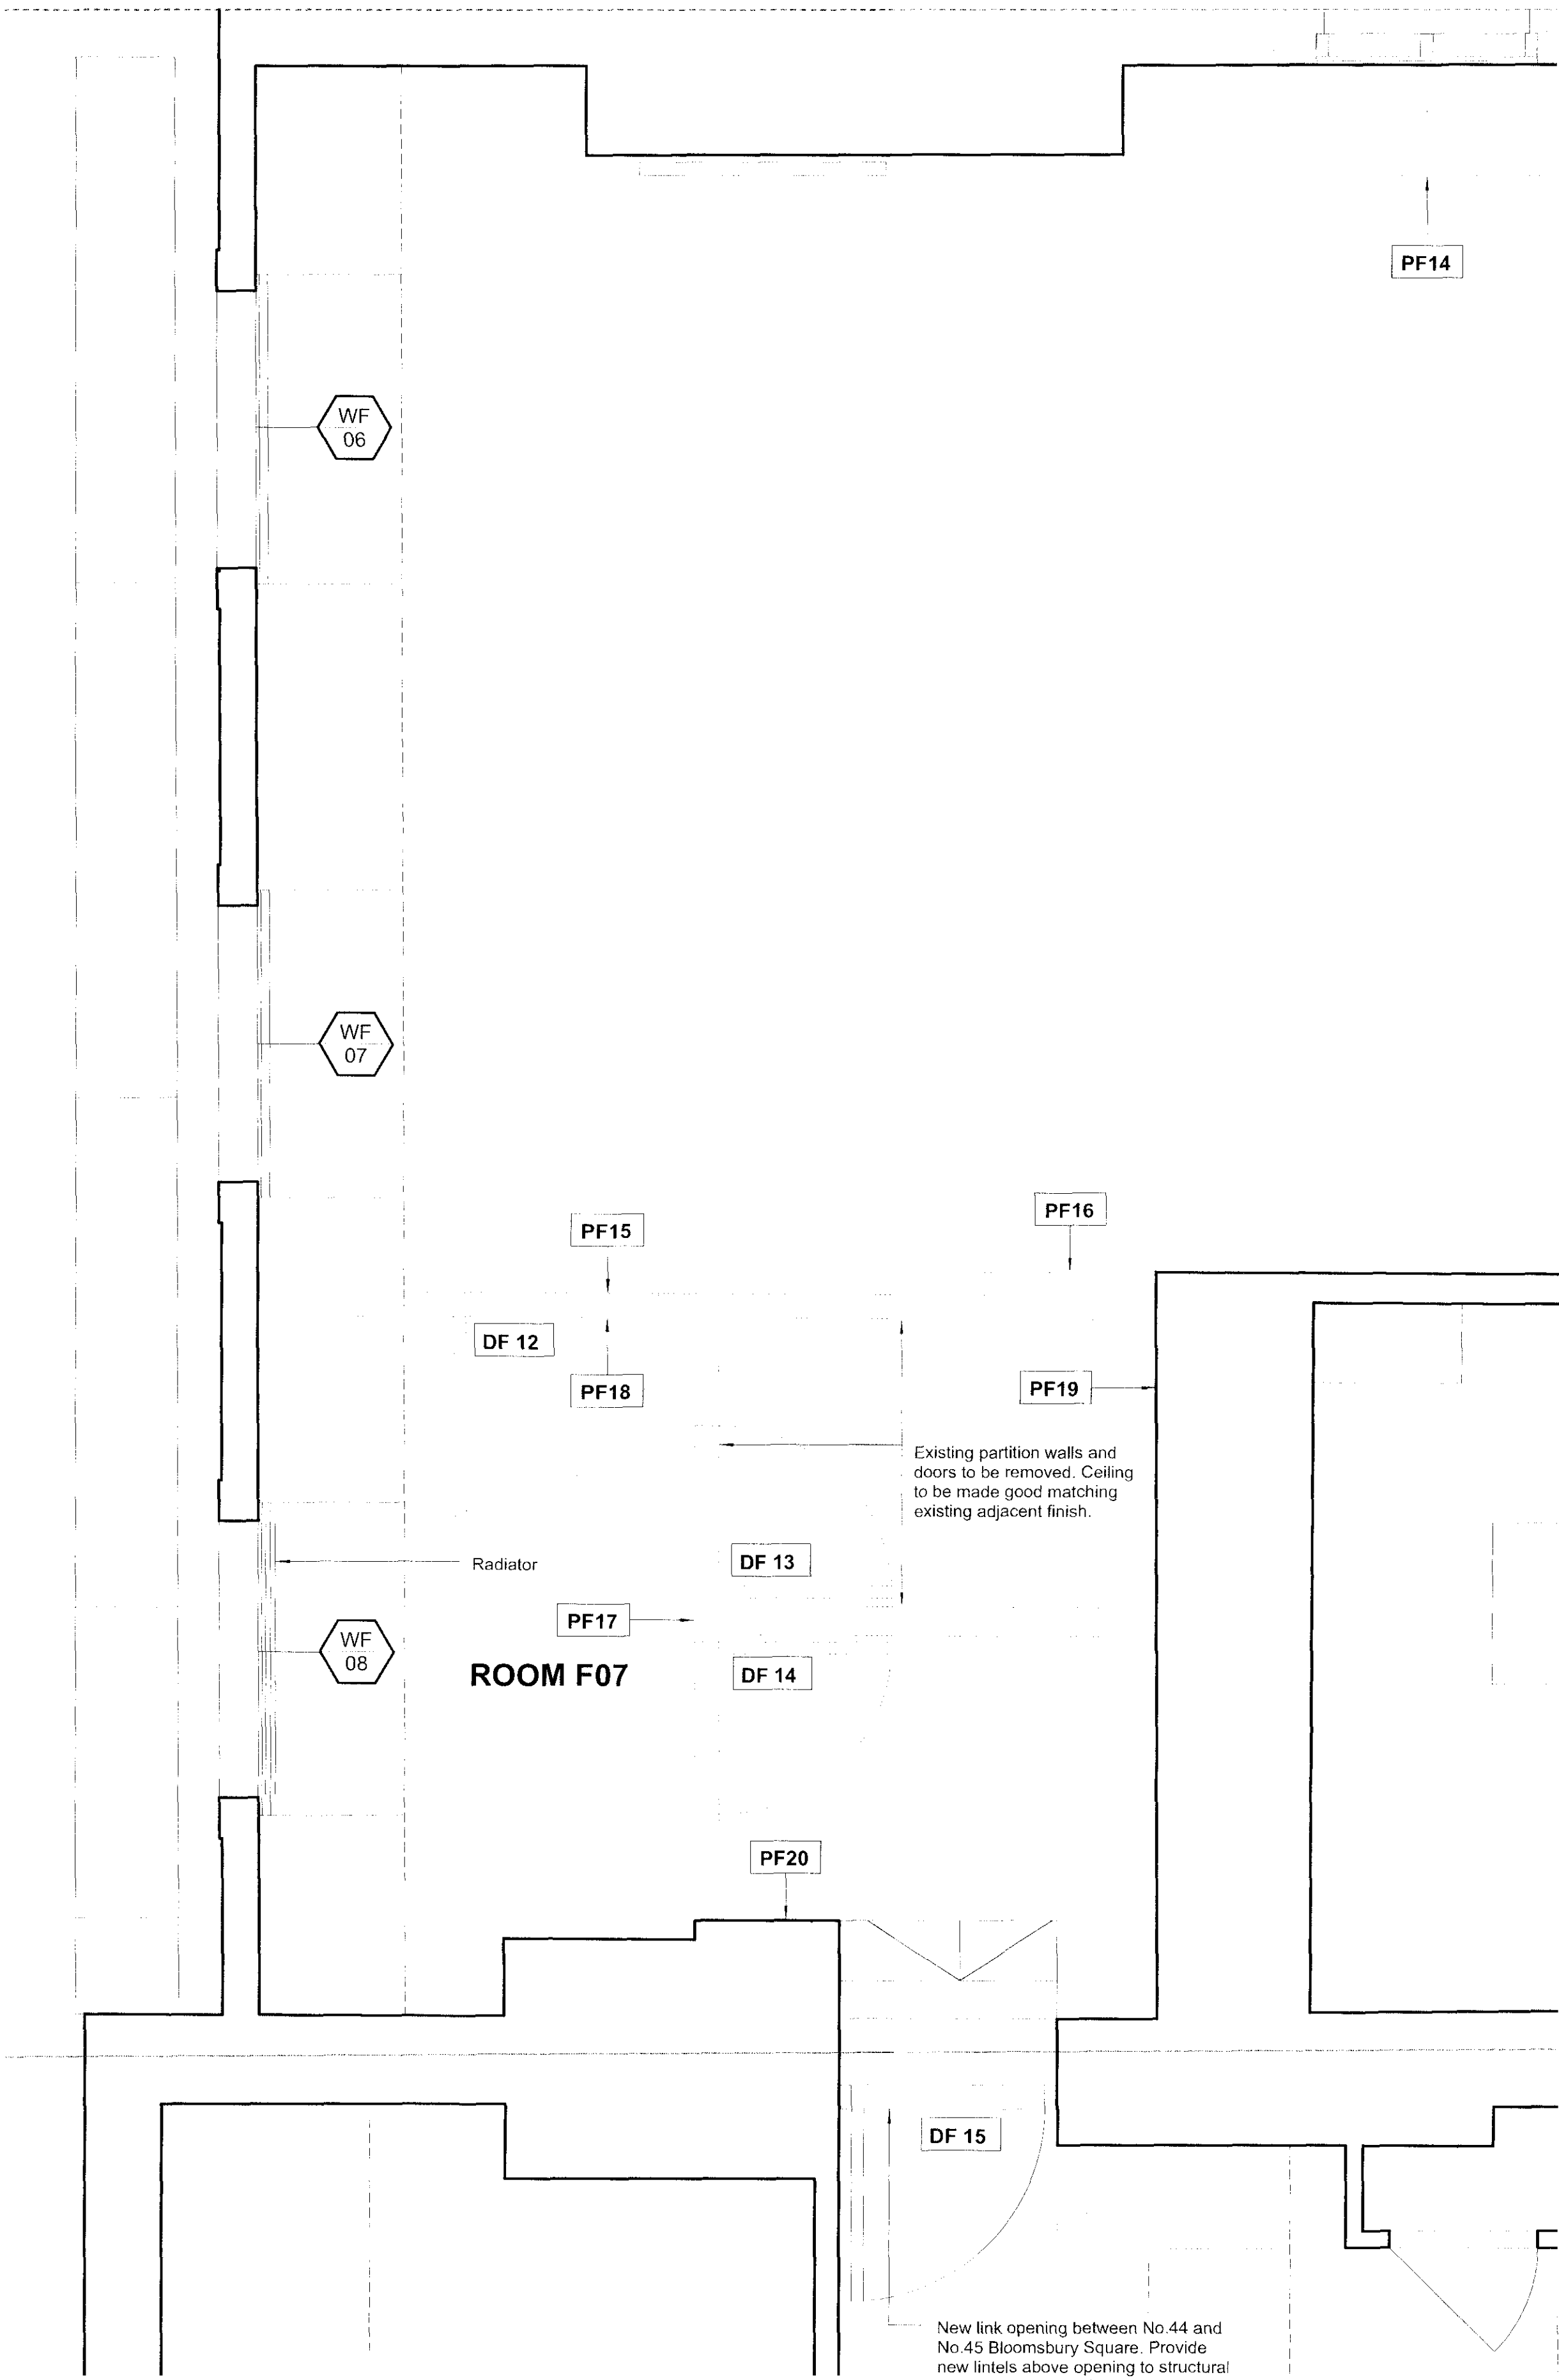 PF14
WF
06
WF
07
PF15
PF16
DF 12
PF18
PF19
Existing partition walls and
doors to be removed. Ceiling
to be made good matching
existing adjacent finish.
DF 13
Radiator
PF17
WF
08
ROOM F07
DF 14
PF20
DF 15
New link opening between No.44 and
No.45 Bloomsbury Square. Provide
new lintels above opening to structural